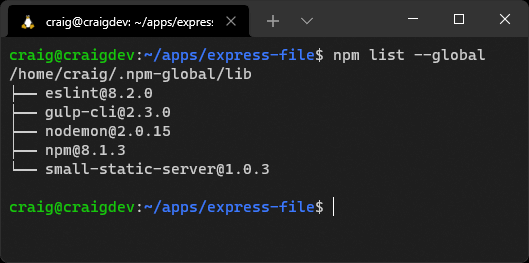 craig@craigdev: ~/apps/express-
craig@craigdev:~/apps/express-file$ npm list --global
/home/craig/.npm-global/lib
├── eslint@8.2.0
├── gulp-cli@2.3.0
├── nodemon@2.0.15
├── npm@8.1.3
└── small-static-server@1.0.3
craig@craigdev:~/apps/express-file$